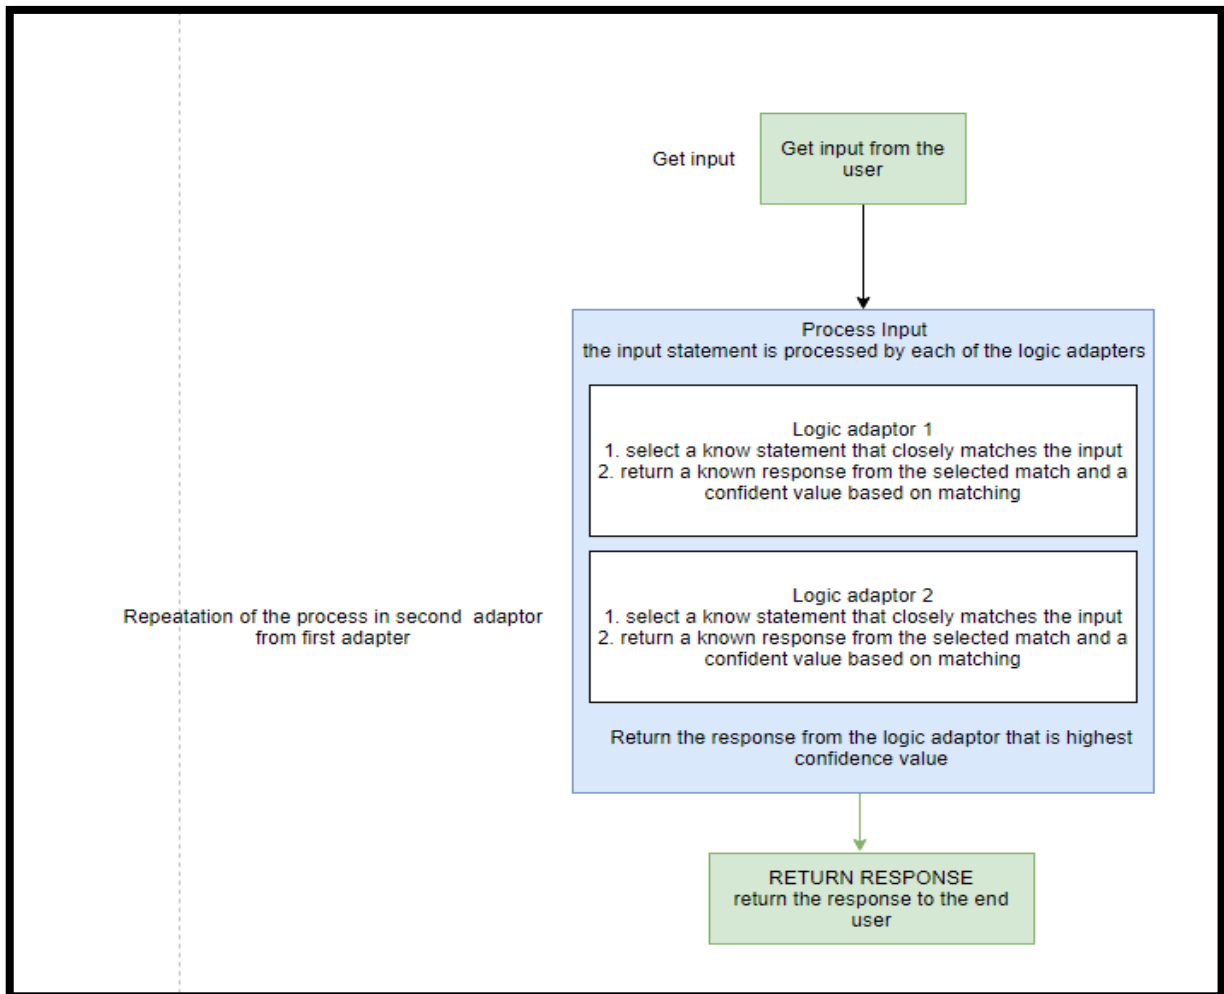 Get input
Get input from the
user
Process Input
the input statement is processed by each of the logic adapters
Logic adaptor 1
1. select a know statement that closely matches the input
2. return a known response from the selected match and a
confident value based on matching
Repeatation of the process in second  adaptor
from first adapter
Logic adaptor 2
1. select a know statement that closely matches the input
2. return a known response from the selected match and a
confident value based on matching
Return the response from the logic adaptor that is highest
confidence value
RETURN RESPONSE
return the response to the end
user